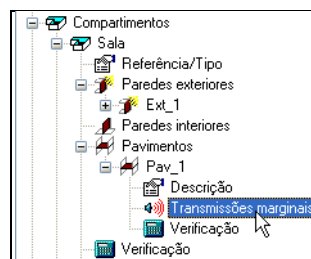 Compartimentos
Sala
Referência/Tipo
Paredes exteriores
Ext_1
Paredes interiores
Pavimentos
Pav_1
Descrição
Transmissões marginais
Verificação
Verificação